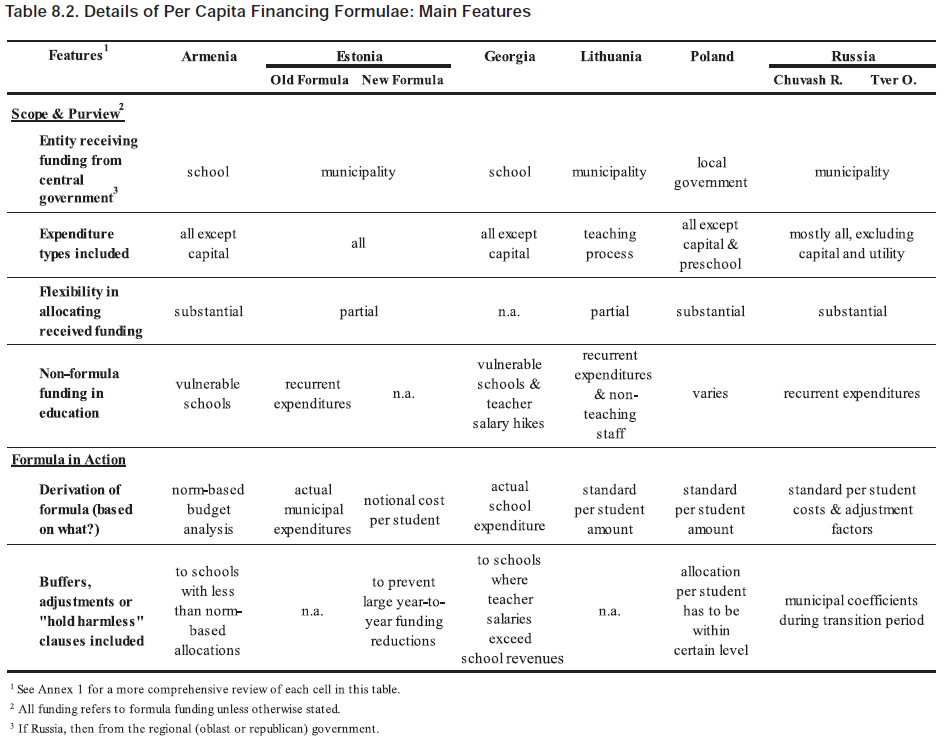 Table 8.2. Details of Per Capita Financing Formulae: Main Features
Features1 Armenia Estonia Georgia Lithuania Poland Russia
Old Formula New Formula Chuvash R. Tver O.
Scope & Purview2
Entity receiving
funding from
central
government3
school
municipality
school
municipality
local
government
municipality
Expenditure
types included
all except
capital
all
all except
capital
teaching
process
all except
capital &
preschool
mostly all, excluding
capital and utility
Flexibility in
allocating
received funding
substantial
partial
n.a.
partial
substantial
substantial
Non-formula
funding in
education
vulnerable
schools
recurrent
expenditures
n.a.
vulnerable
schools &
teacher
salary hikes
recurrent
expenditures
& non-
teaching
staff
varies
recurrent expenditures
Formula in Action
Derivation of
formula (based
on what?)
norm-based
budget
analysis
actual
municipal
expenditures
notional cost
per student
actual
school
expenditure
standard
per student
amount
standard
per student
amount
standard per student
costs & adjustment
factors
Buffers,
adjustments or
"hold harmless"
clauses included
to schools
with less
than norm-
based
allocations
n.a.
to prevent
large year-to-
year funding
reductions
to schools
where
teacher
salaries
exceed
school revenues
n.a.
allocation
per student
has to be
within
certain level
municipal coefficients
during transition period
1 See Annex 1 for a more comprehensive review of each cell in this table.
2 All funding refers to formula funding unless otherwise stated.
3 If Russia, then from the regional (oblast or republican) government.